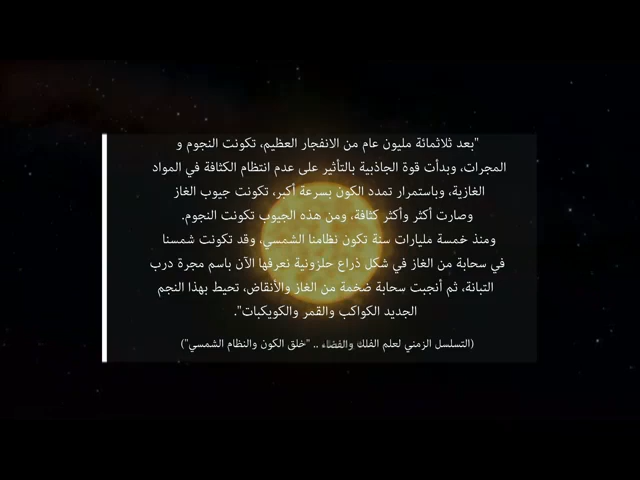 "بعد ثلاثمائة مليون عام من الانفجار العظيم، تكونت النجوم و
المجرات، وبدأت قوة الجاذبية بالتأثير على عدم انتظام الكثافة في المواد
الغازية، وباستمرار تمدد الكون بسرعة أكبر، تكونت جيوب الغاز
وصارت أكثر وأكثر كثافة، ومن هذه الجيوب تكونت النجوم.
ومنذ خمسة مليارات سنة تكون نظامنا الشمسي، وقد تكونت شمسنا
في سحابة من الغاز في شكل ذراع حلزونية نعرفها الآن باسم مجرة درب
التبانة، ثم أنجبت سحابة ضخمة من الغاز والأنقاض، تحيط بهذا النجم
الجديد الكواكب والقمر والكويكبات".
(التسلسل الزمني لعلم الفلك والفضاء .. "خلق الكون والنظام الشمسي")